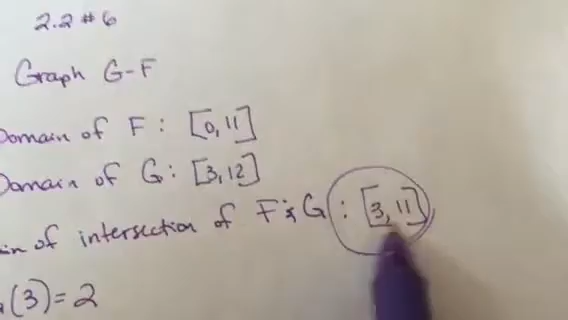 2.2 #6
Graph G-F
Domain of F: [0,11]
Domain of G: [3,12]
in of intersection of F & G: [3,11]
(3) = 2